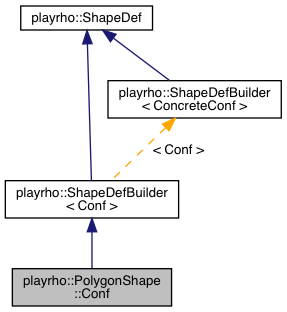 playrho::ShapeDef
playrho::ShapeDefBuilder
< ConcreteConf >
< Conf >
playrho::ShapeDefBuilder
< Conf >
playrho::PolygonShape
::Conf